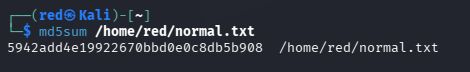 ┌──(red㉿Kali)-[~]
└─$ md5sum /home/red/normal.txt
5942add4e19922670bbd0e0c8db5b908  /home/red/normal.txt